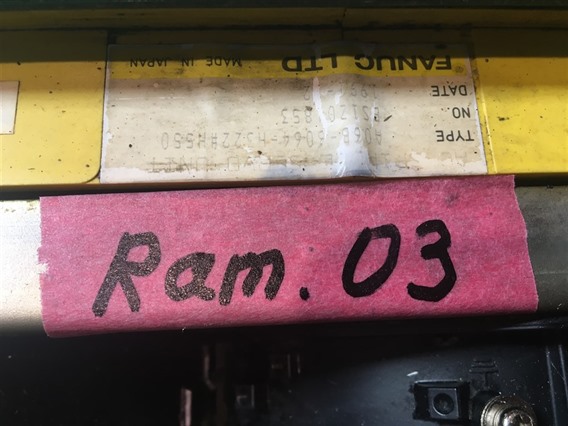 FANUC LTD MADE IN JAPAN
DATE
NO.
TYPE A06B-6064-H322#H550
Ram. 03